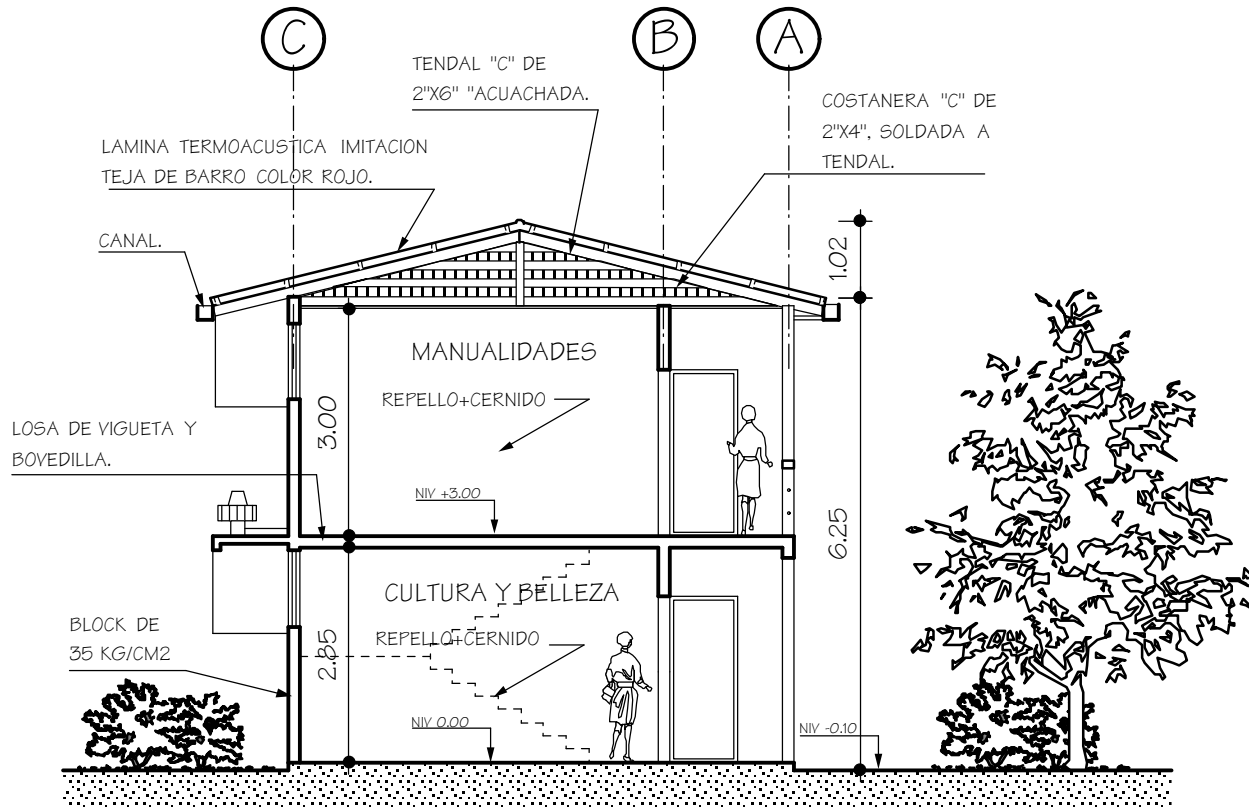 C
B
A
TENDAL "C" DE
2"X6" "ACUACHADA.
COSTANERA "C" DE
2"X4", SOLDADA A
TENDAL.
LAMINA TERMOACUSTICA IMITACION
TEJA DE BARRO COLOR ROJO.
CANAL.
1.02
MANUALIDADES
REPELLO+CERNIDO
3.00
LOSA DE VIGUETA Y
BOVEDILLA.
NIV +3.00
6.25
CULTURA Y BELLEZA
BLOCK DE
35 KG/CM2
REPELLO+CERNIDO
2.85
NIV 0.00
NIV -0.10